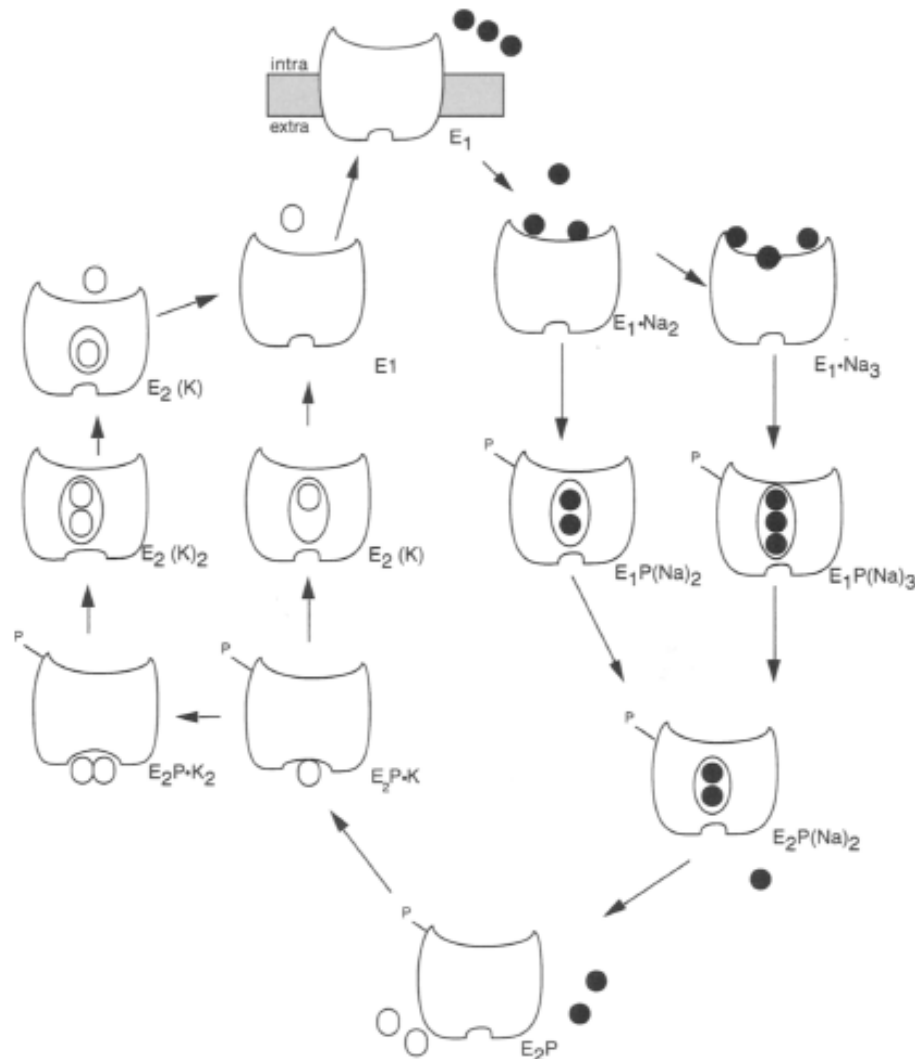 intra
extra
E₁
E₁•Na₂
E₁•Na₃
E1
E₂ (K)
P
P
E₂ (K)₂
E₂ (K)
E₁P(Na)₂
E₁P(Na)₃
P
P
E₂P•K₂
E₂P•K
P
E₂P(Na)₂
P
E₂P